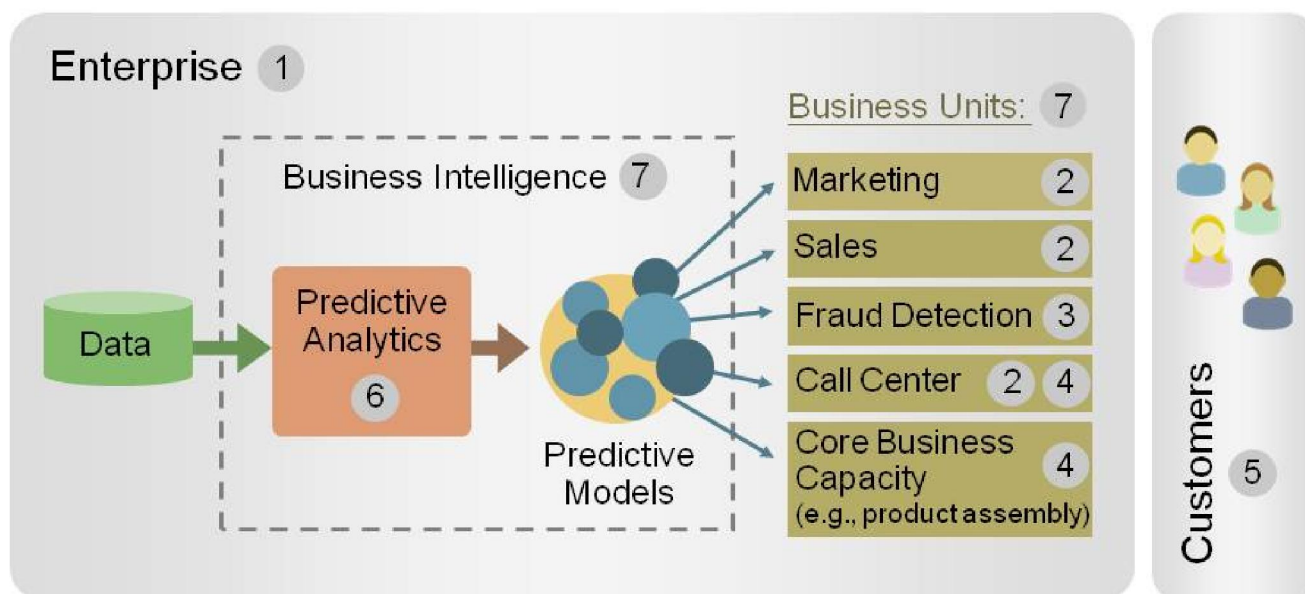 Enterprise 1
Business Units: 7
Business Intelligence 7
Marketing 2
Sales 2
Predictive
Analytics
6
Fraud Detection 3
Data
Call Center 2 4
Predictive
Models
Core Business
Capacity 4
(e.g., product assembly)
Customers 5